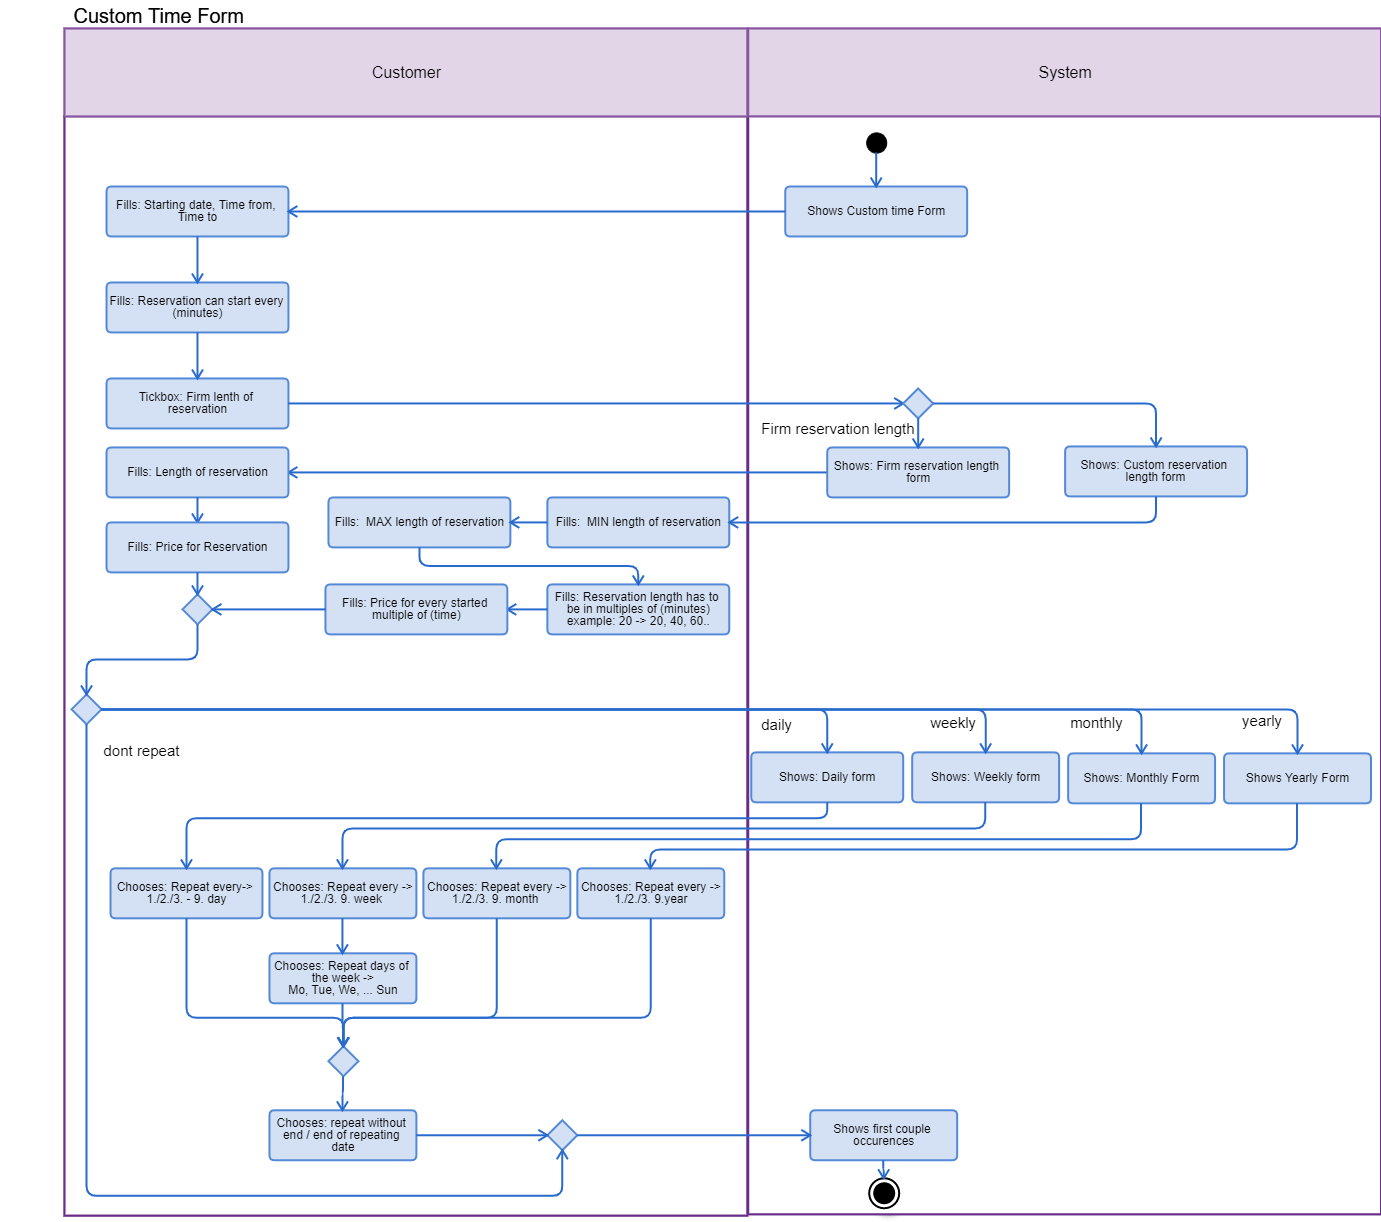 Custom Time Form
Customer
System
Fills: Starting date, Time from,
Time to
Shows Custom time Form
Fills: Reservation can start every
(minutes)
Tickbox: Firm lenth of
reservation
Firm reservation length
Fills: Length of reservation
Shows: Firm reservation length
form
Shows: Custom reservation
length form
Fills:  MAX length of reservation
Fills:  MIN length of reservation
Fills: Price for Reservation
Fills: Price for every started
multiple of (time)
Fills: Reservation length has to
be in multiples of (minutes)
example: 20 -> 20, 40, 60..
daily
weekly
monthly
yearly
dont repeat
Shows: Daily form
Shows: Weekly form
Shows: Monthly Form
Shows Yearly Form
Chooses: Repeat every->
1./2./3. - 9. day
Chooses: Repeat every ->
1./2./3. 9. week
Chooses: Repeat every ->
1./2./3. 9. month
Chooses: Repeat every ->
1./2./3. 9.year
Chooses: Repeat days of
the week ->
Mo, Tue, We, ... Sun
Chooses: repeat without
end / end of repeating
date
Shows first couple
occurences